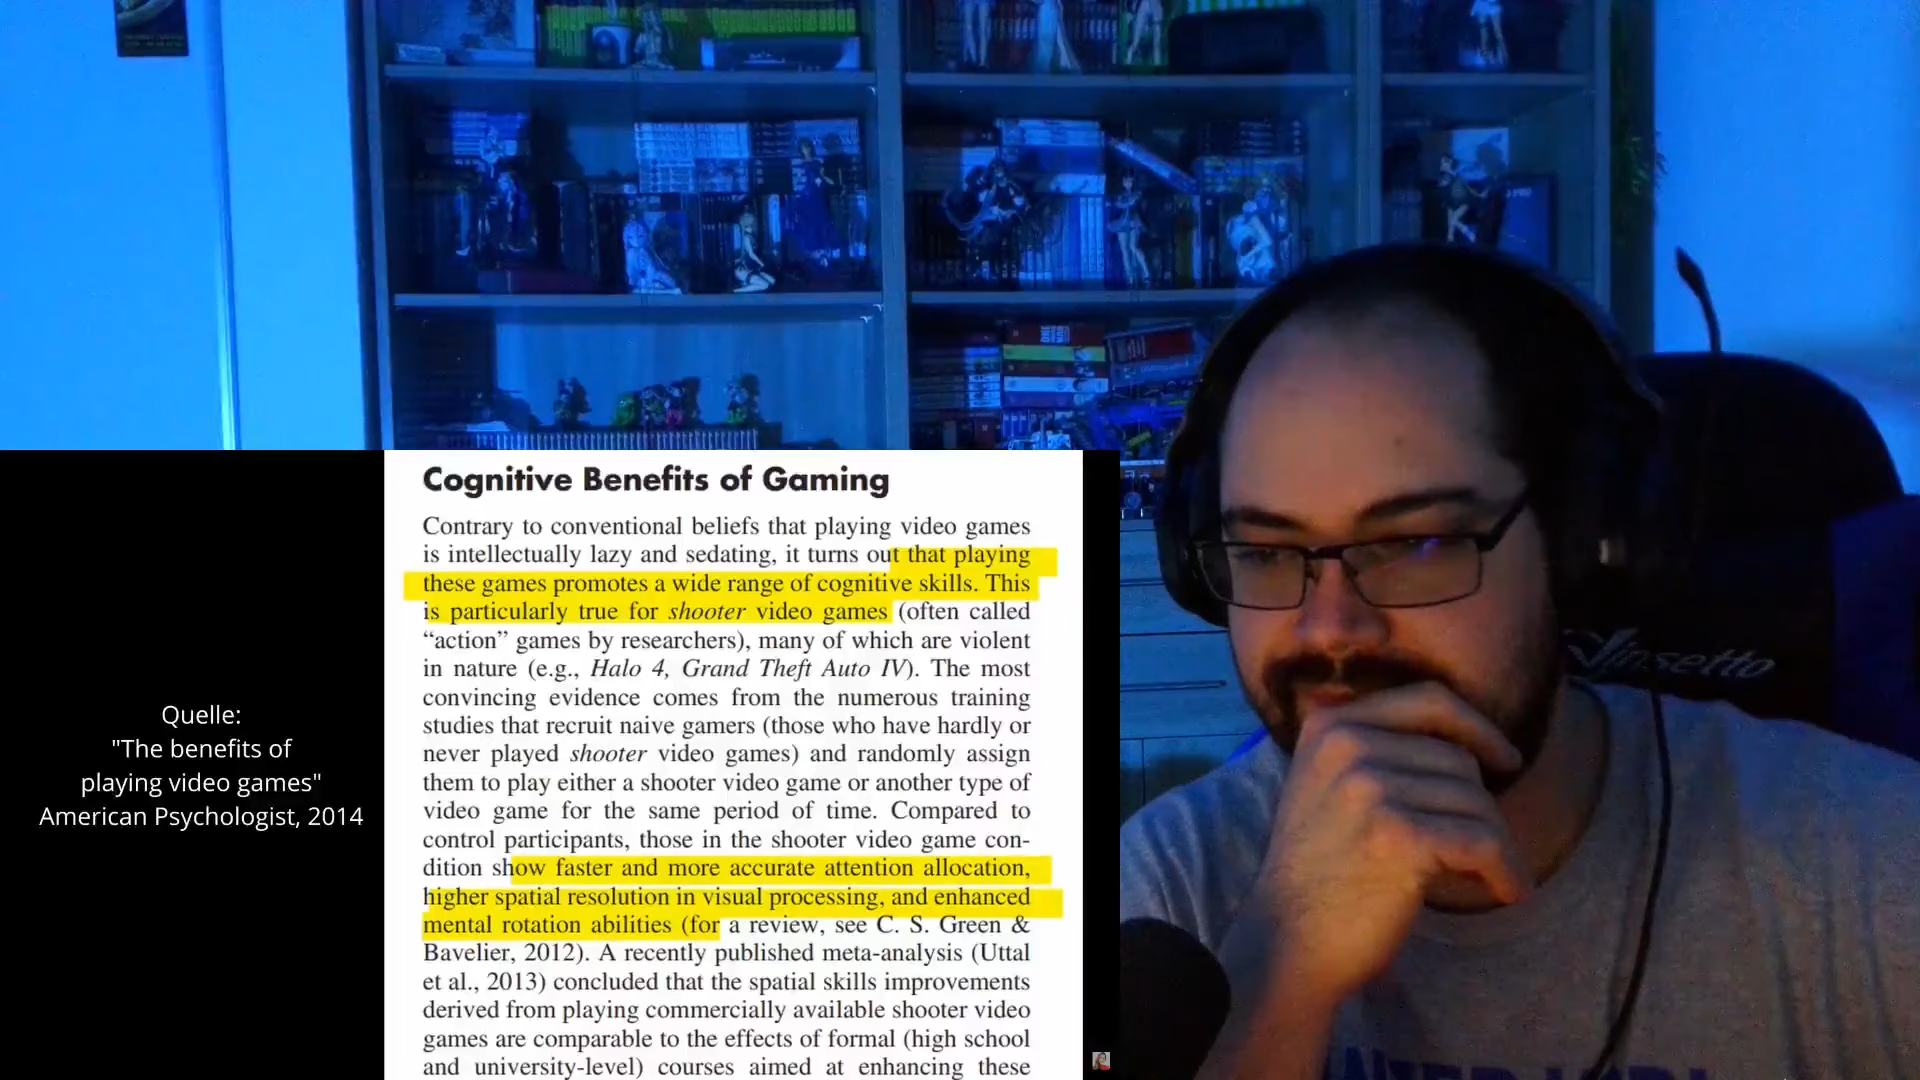 Vinsetto
Cognitive Benefits of Gaming
Contrary to conventional beliefs that playing video games
is intellectually lazy and sedating, it turns out that playing
these games promotes a wide range of cognitive skills. This
is particularly true for shooter video games (often called
“action” games by researchers), many of which are violent
in nature (e.g., Halo 4, Grand Theft Auto IV). The most
convincing evidence comes from the numerous training
studies that recruit naive gamers (those who have hardly or
never played shooter video games) and randomly assign
them to play either a shooter video game or another type of
video game for the same period of time. Compared to
control participants, those in the shooter video game con-
dition show faster and more accurate attention allocation,
higher spatial resolution in visual processing, and enhanced
mental rotation abilities (for a review, see C. S. Green &
Bavelier, 2012). A recently published meta-analysis (Uttal
et al., 2013) concluded that the spatial skills improvements
derived from playing commercially available shooter video
games are comparable to the effects of formal (high school
and university-level) courses aimed at enhancing these
Quelle:
"The benefits of
playing video games"
American Psychologist, 2014